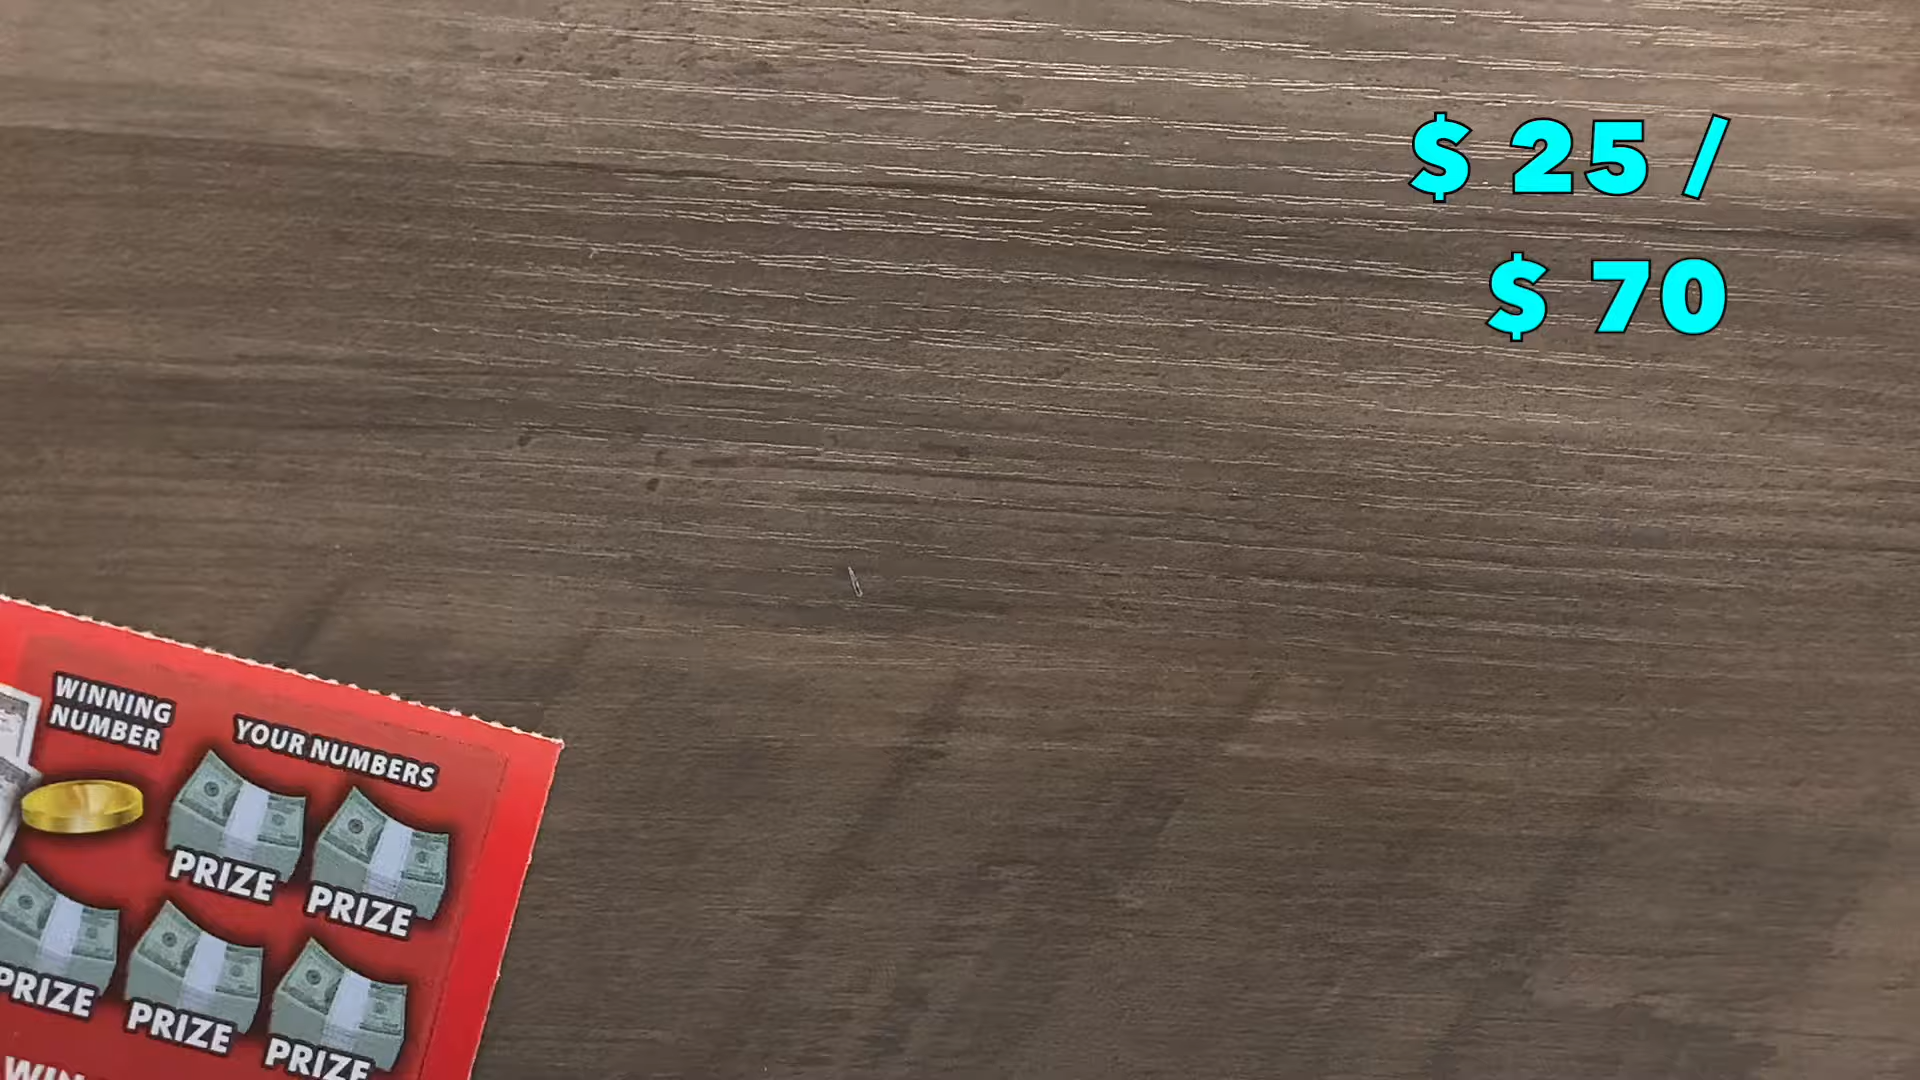 $ 25 /
$ 70
WINNING
NUMBER
YOUR NUMBERS
PRIZE
PRIZE
PRIZE
PRIZE
PRIZE